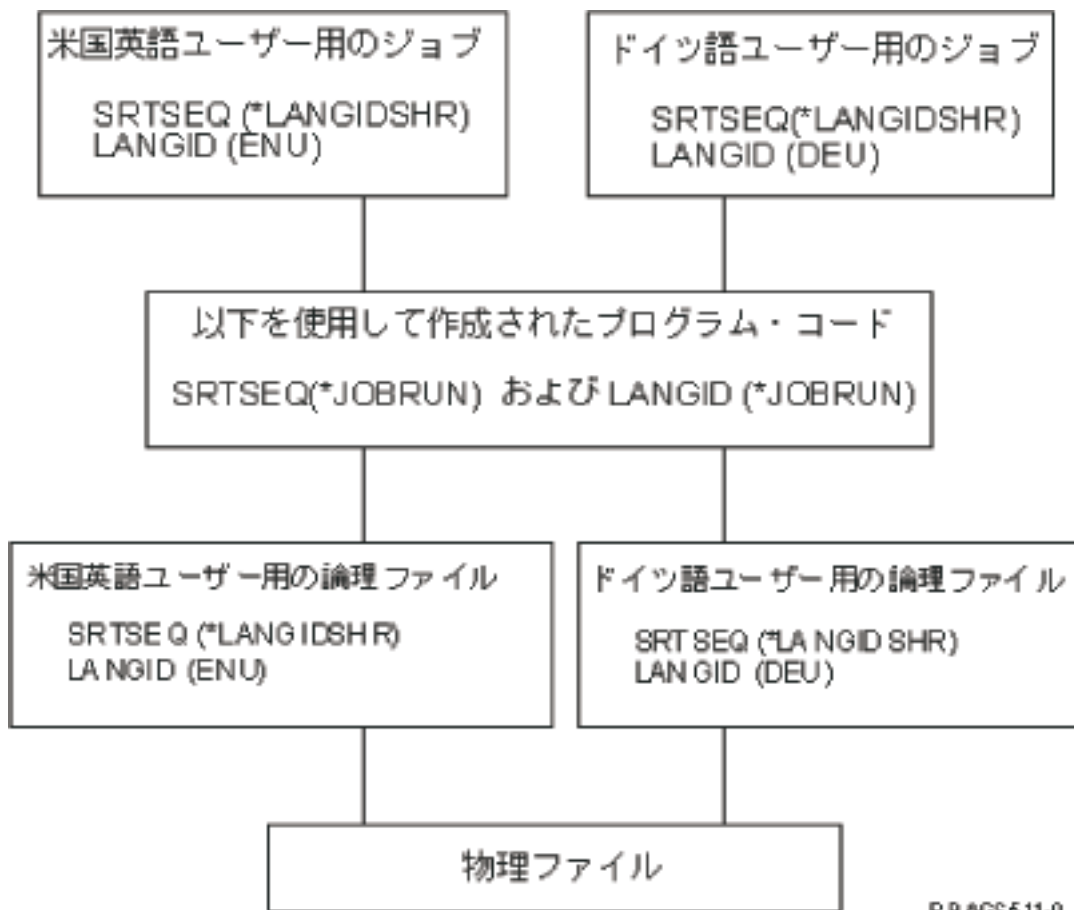 米国英語ユーザー用のジョブ
SRTSEQ (*LANGIDSHR)
LANGID (ENU)
ドイツ語ユーザー用のジョブ
SRTSEQ(*LANGIDSHR)
LANGID (DEU)
以下を使用して作成されたプログラム・コード
SRTSEQ(*JOBRUN) および LANGID (*JOBRUN)
米国英語ユーザー用の論理ファイル
SRTSEQ (*LANGIDSHR)
LANGID (ENU)
ドイツ語ユーザー用の論理ファイル
SRTSEQ (*LANGIDSHR)
LANGID (DEU)
物理ファイル